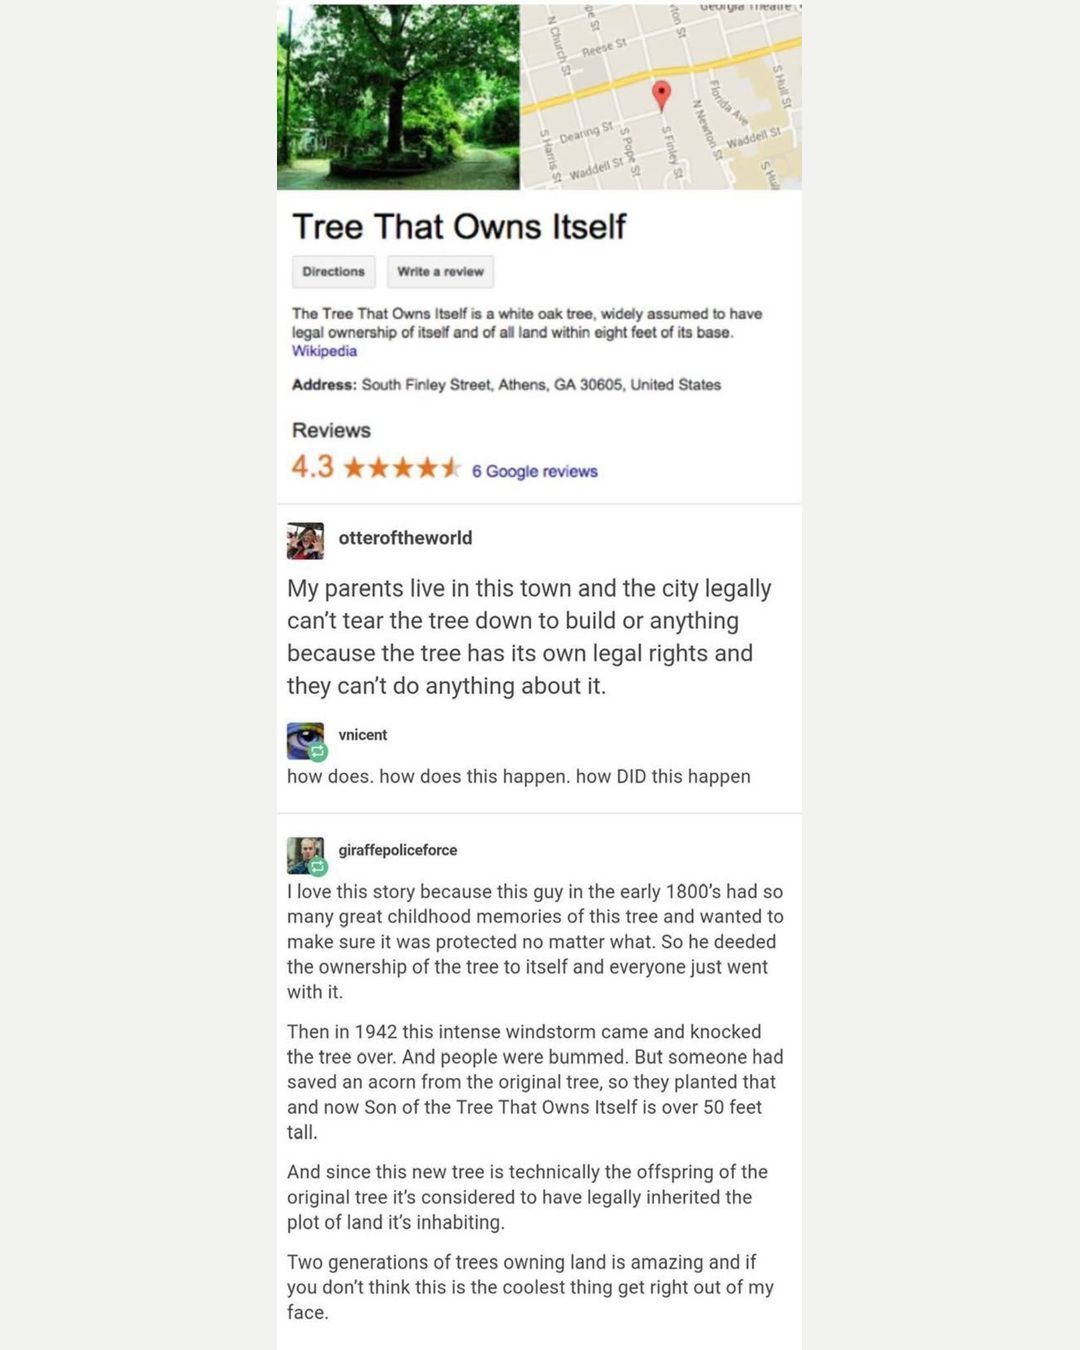 Georgia Theatre
N Church St
pe St
Reese St
ton St
S Hull St
Florida Ave
N Newton St
Waddell St
Dearing St
S Harris St
S Pope St
S Finley St
Waddell St
S Hul
Tree That Owns Itself
Directions Write a review
The Tree That Owns Itself is a white oak tree, widely assumed to have
legal ownership of itself and of all land within eight feet of its base.
Wikipedia
Address: South Finley Street, Athens, GA 30605, United States
Reviews
4.3 6 Google reviews
otteroftheworld
My parents live in this town and the city legally
can't tear the tree down to build or anything
because the tree has its own legal rights and
they can't do anything about it.
vnicent
how does. how does this happen. how DID this happen
giraffepoliceforce
I love this story because this guy in the early 1800's had so
many great childhood memories of this tree and wanted to
make sure it was protected no matter what. So he deeded
the ownership of the tree to itself and everyone just went
with it.
Then in 1942 this intense windstorm came and knocked
the tree over. And people were bummed. But someone had
saved an acorn from the original tree, so they planted that
and now Son of the Tree That Owns Itself is over 50 feet
tall.
And since this new tree is technically the offspring of the
original tree it's considered to have legally inherited the
plot of land it's inhabiting.
Two generations of trees owning land is amazing and if
you don't think this is the coolest thing get right out of my
face.